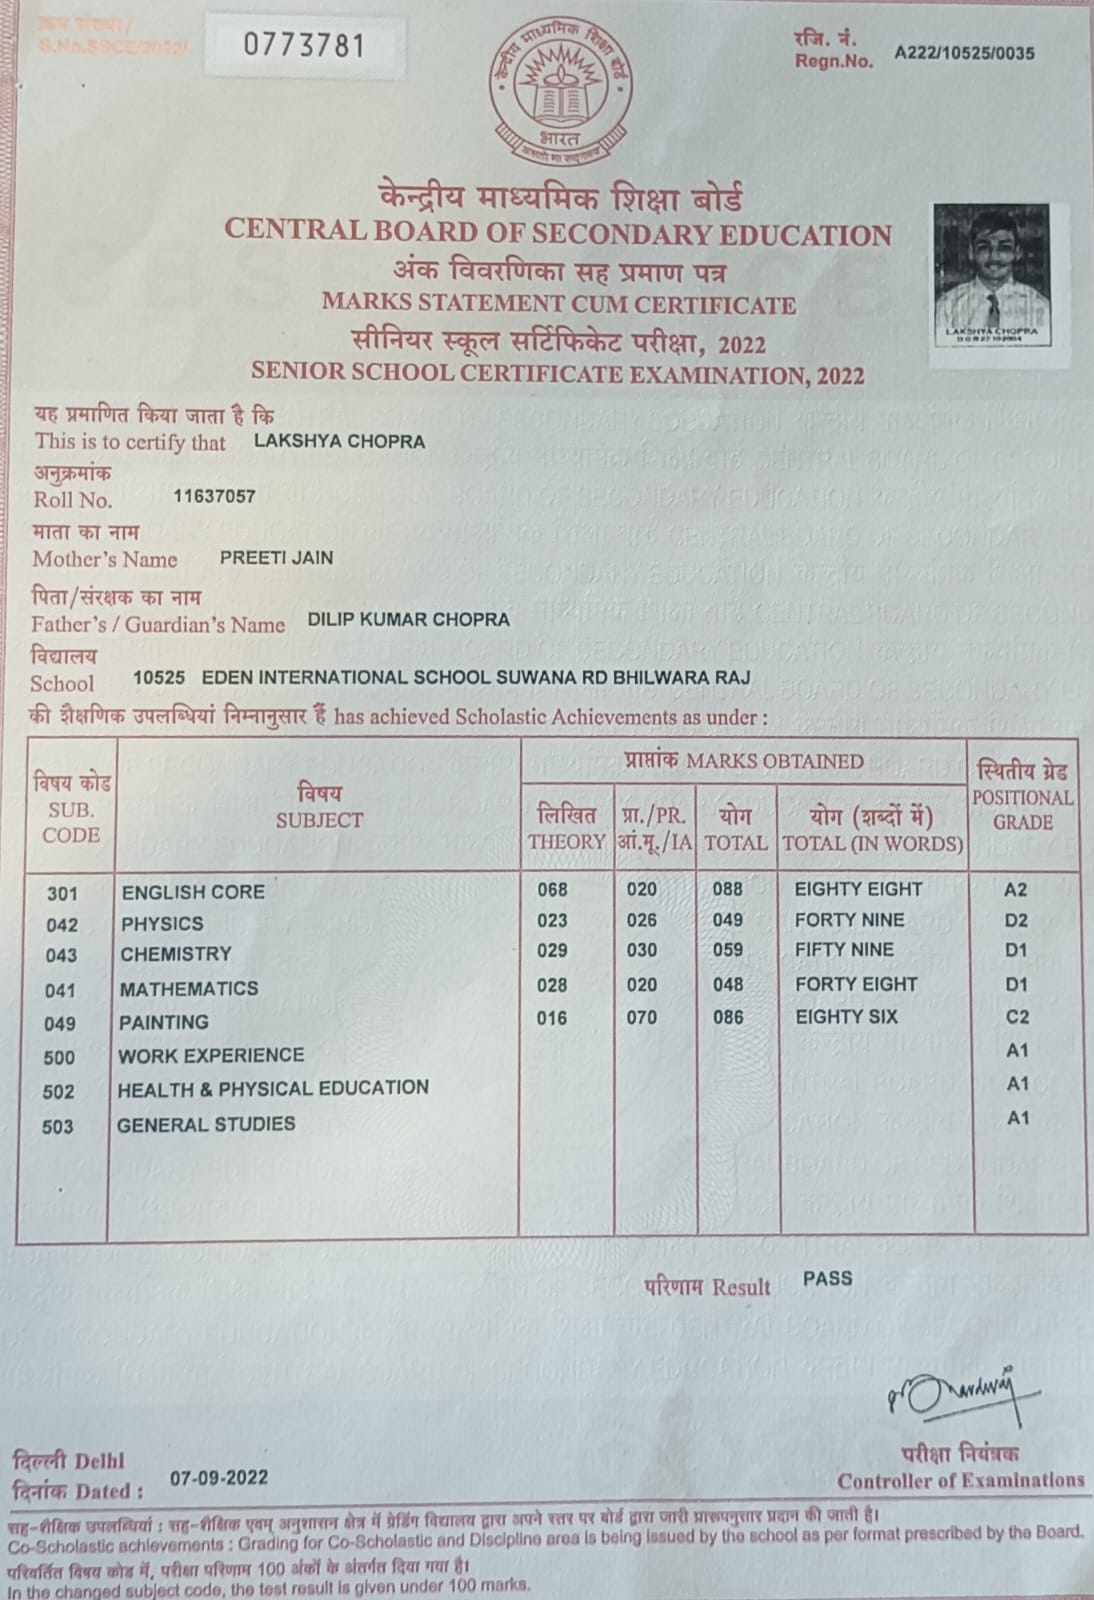 क्रम संख्या/
S.No.SSCE/2022/
0773781
केन्द्रीय माध्यमिक शिक्षा बोर्ड
भारत
असतो मा सद्गमय
रजि. नं.
Regn.No. A222/10525/0035
केन्द्रीय माध्यमिक शिक्षा बोर्ड
CENTRAL BOARD OF SECONDARY EDUCATION
अंक विवरणिका सह प्रमाण पत्र
MARKS STATEMENT CUM CERTIFICATE
सीनियर स्कूल सर्टिफिकेट परीक्षा, 2022
SENIOR SCHOOL CERTIFICATE EXAMINATION, 2022
LAKSHYA CHOPRA
D O B 27 10 2004
यह प्रमाणित किया जाता है कि
This is to certify that LAKSHYA CHOPRA
अनुक्रमांक
Roll No. 11637057
माता का नाम
Mother's Name PREETI JAIN
पिता/संरक्षक का नाम
Father's / Guardian's Name DILIP KUMAR CHOPRA
विद्यालय
School 10525 EDEN INTERNATIONAL SCHOOL SUWANA RD BHILWARA RAJ
की शैक्षणिक उपलब्धियां निम्नानुसार हैं has achieved Scholastic Achievements as under :
विषय कोड SUB. CODE विषय SUBJECT प्राप्तांक MARKS OBTAINED स्थितीय ग्रेड POSITIONAL GRADE
लिखित THEORY प्रा./PR. आं.मू./IA योग TOTAL योग (शब्दों में) TOTAL (IN WORDS)
301 ENGLISH CORE 068 020 088 EIGHTY EIGHT A2
042 PHYSICS 023 026 049 FORTY NINE D2
043 CHEMISTRY 029 030 059 FIFTY NINE D1
041 MATHEMATICS 028 020 048 FORTY EIGHT D1
049 PAINTING 016 070 086 EIGHTY SIX C2
500 WORK EXPERIENCE A1
502 HEALTH & PHYSICAL EDUCATION A1
503 GENERAL STUDIES A1
परिणाम Result PASS
दिल्ली Delhi
दिनांक Dated : 07-09-2022
परीक्षा नियंत्रक
Controller of Examinations
सह-शैक्षिक उपलब्धियां : सह-शैक्षिक एवम् अनुशासन क्षेत्र में ग्रेडिंग विद्यालय द्वारा अपने स्तर पर बोर्ड द्वारा जारी प्रारूपनुसार प्रदान की जाती है।
Co-Scholastic achievements : Grading for Co-Scholastic and Discipline area is being issued by the school as per format prescribed by the Board.
परिवर्तित विषय कोड में, परीक्षा परिणाम 100 अंकों के अंतर्गत दिया गया है।
In the changed subject code, the test result is given under 100 marks.